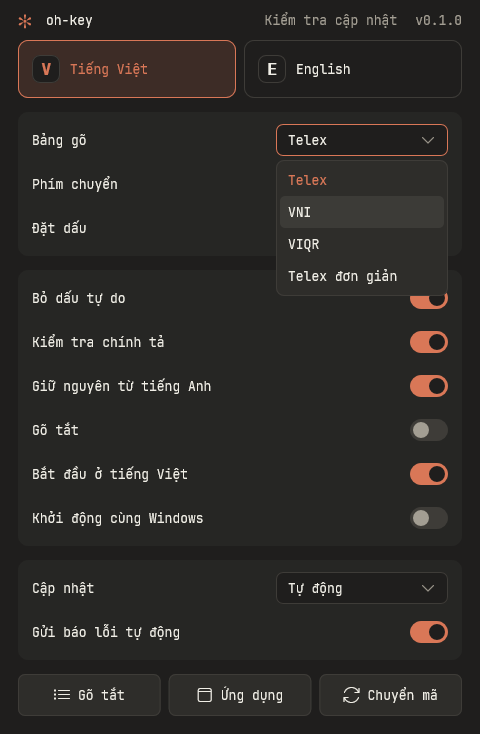 oh-key Kiểm tra cập nhật v0.1.0
V Tiếng Việt E English
Bảng gõ Telex
Telex
Phím chuyển
VNI
Đặt dấu
VIQR
Telex đơn giản
Bỏ dấu tự do
Kiểm tra chính tả
Giữ nguyên từ tiếng Anh
Gõ tắt
Bắt đầu ở tiếng Việt
Khởi động cùng Windows
Cập nhật Tự động
Gửi báo lỗi tự động
Gõ tắt Ứng dụng Chuyển mã